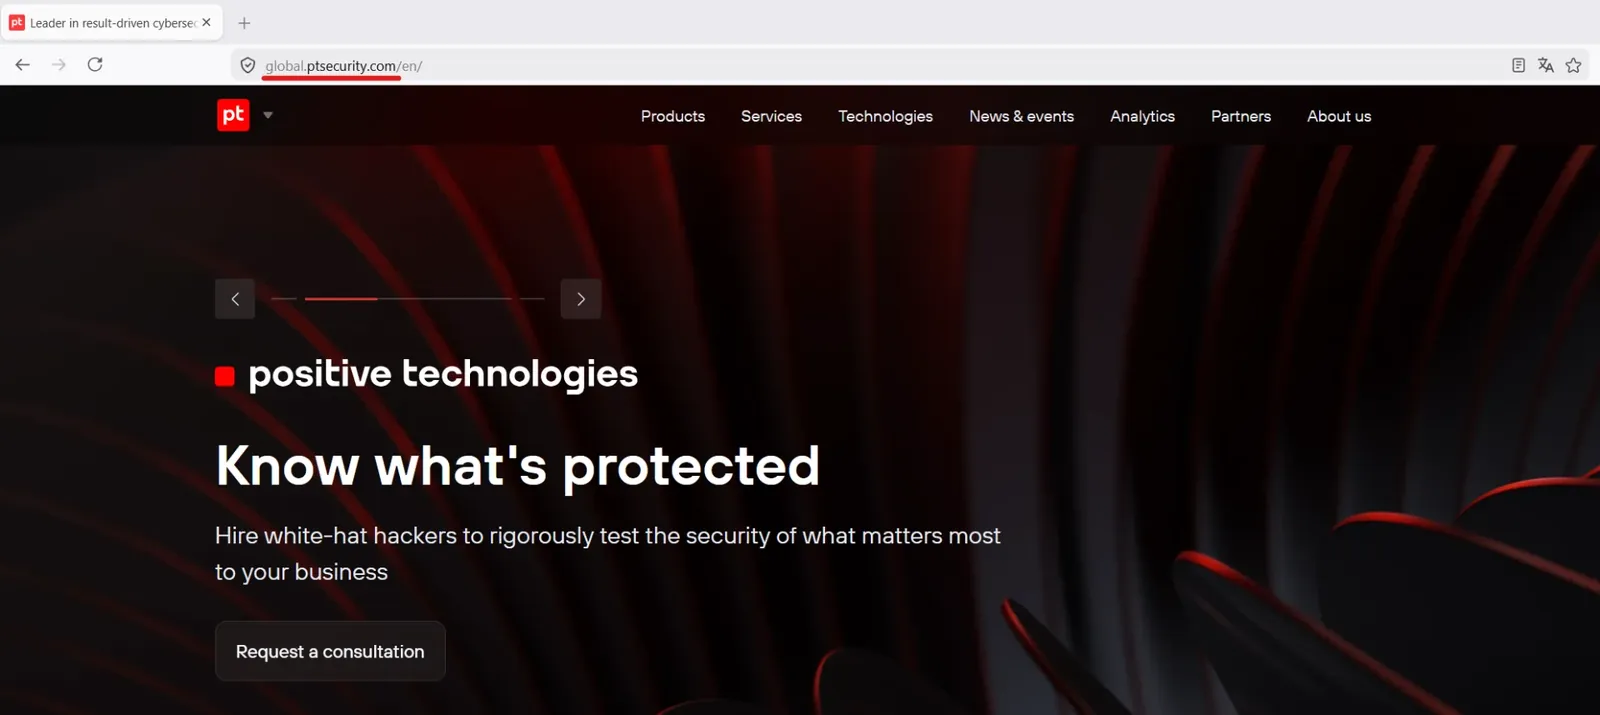 pt Leader in result-driven cybersec
global.ptsecurity.com/en/
pt
Products
Services
Technologies
News & events
Analytics
Partners
About us
positive technologies
Know what's protected
Hire white-hat hackers to rigorously test the security of what matters most
to your business
Request a consultation